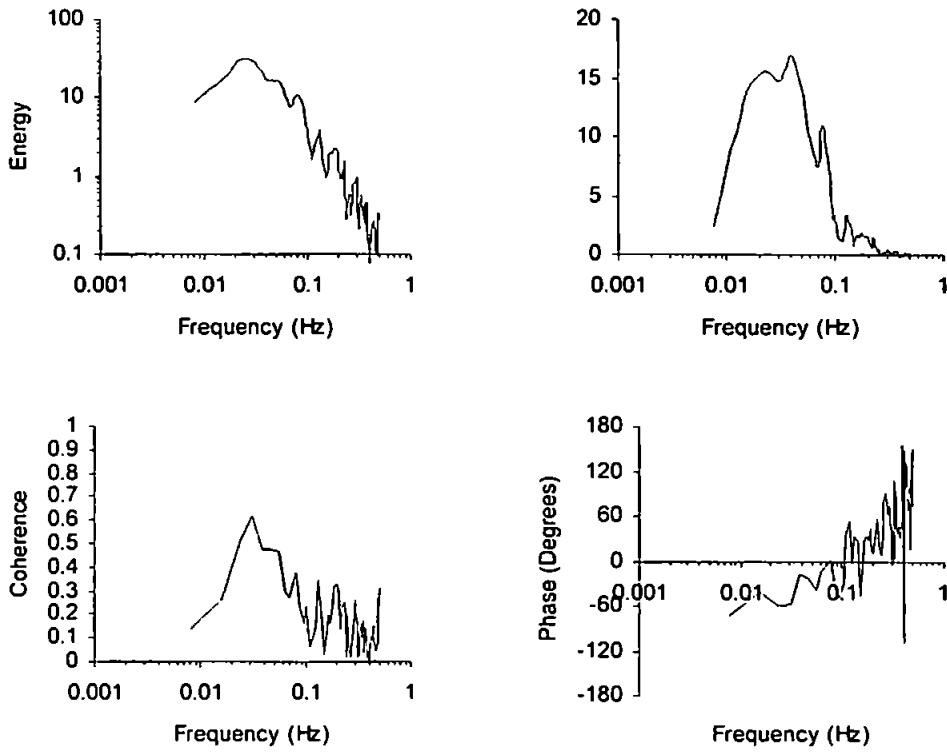 100
10
1
0.1
Energy
0.001 0.01 0.1 1
Frequency (Hz)
20
15
10
5
0
0.001 0.01 0.1 1
Frequency (Hz)
1
0.9
0.8
0.7
0.6
0.5
0.4
0.3
0.2
0.1
0
Coherence
0.001 0.01 0.1 1
Frequency (Hz)
180
120
60
0
-60
-120
-180
Phase (Degrees)
0.001 0.01 0.1 1
Frequency (Hz)